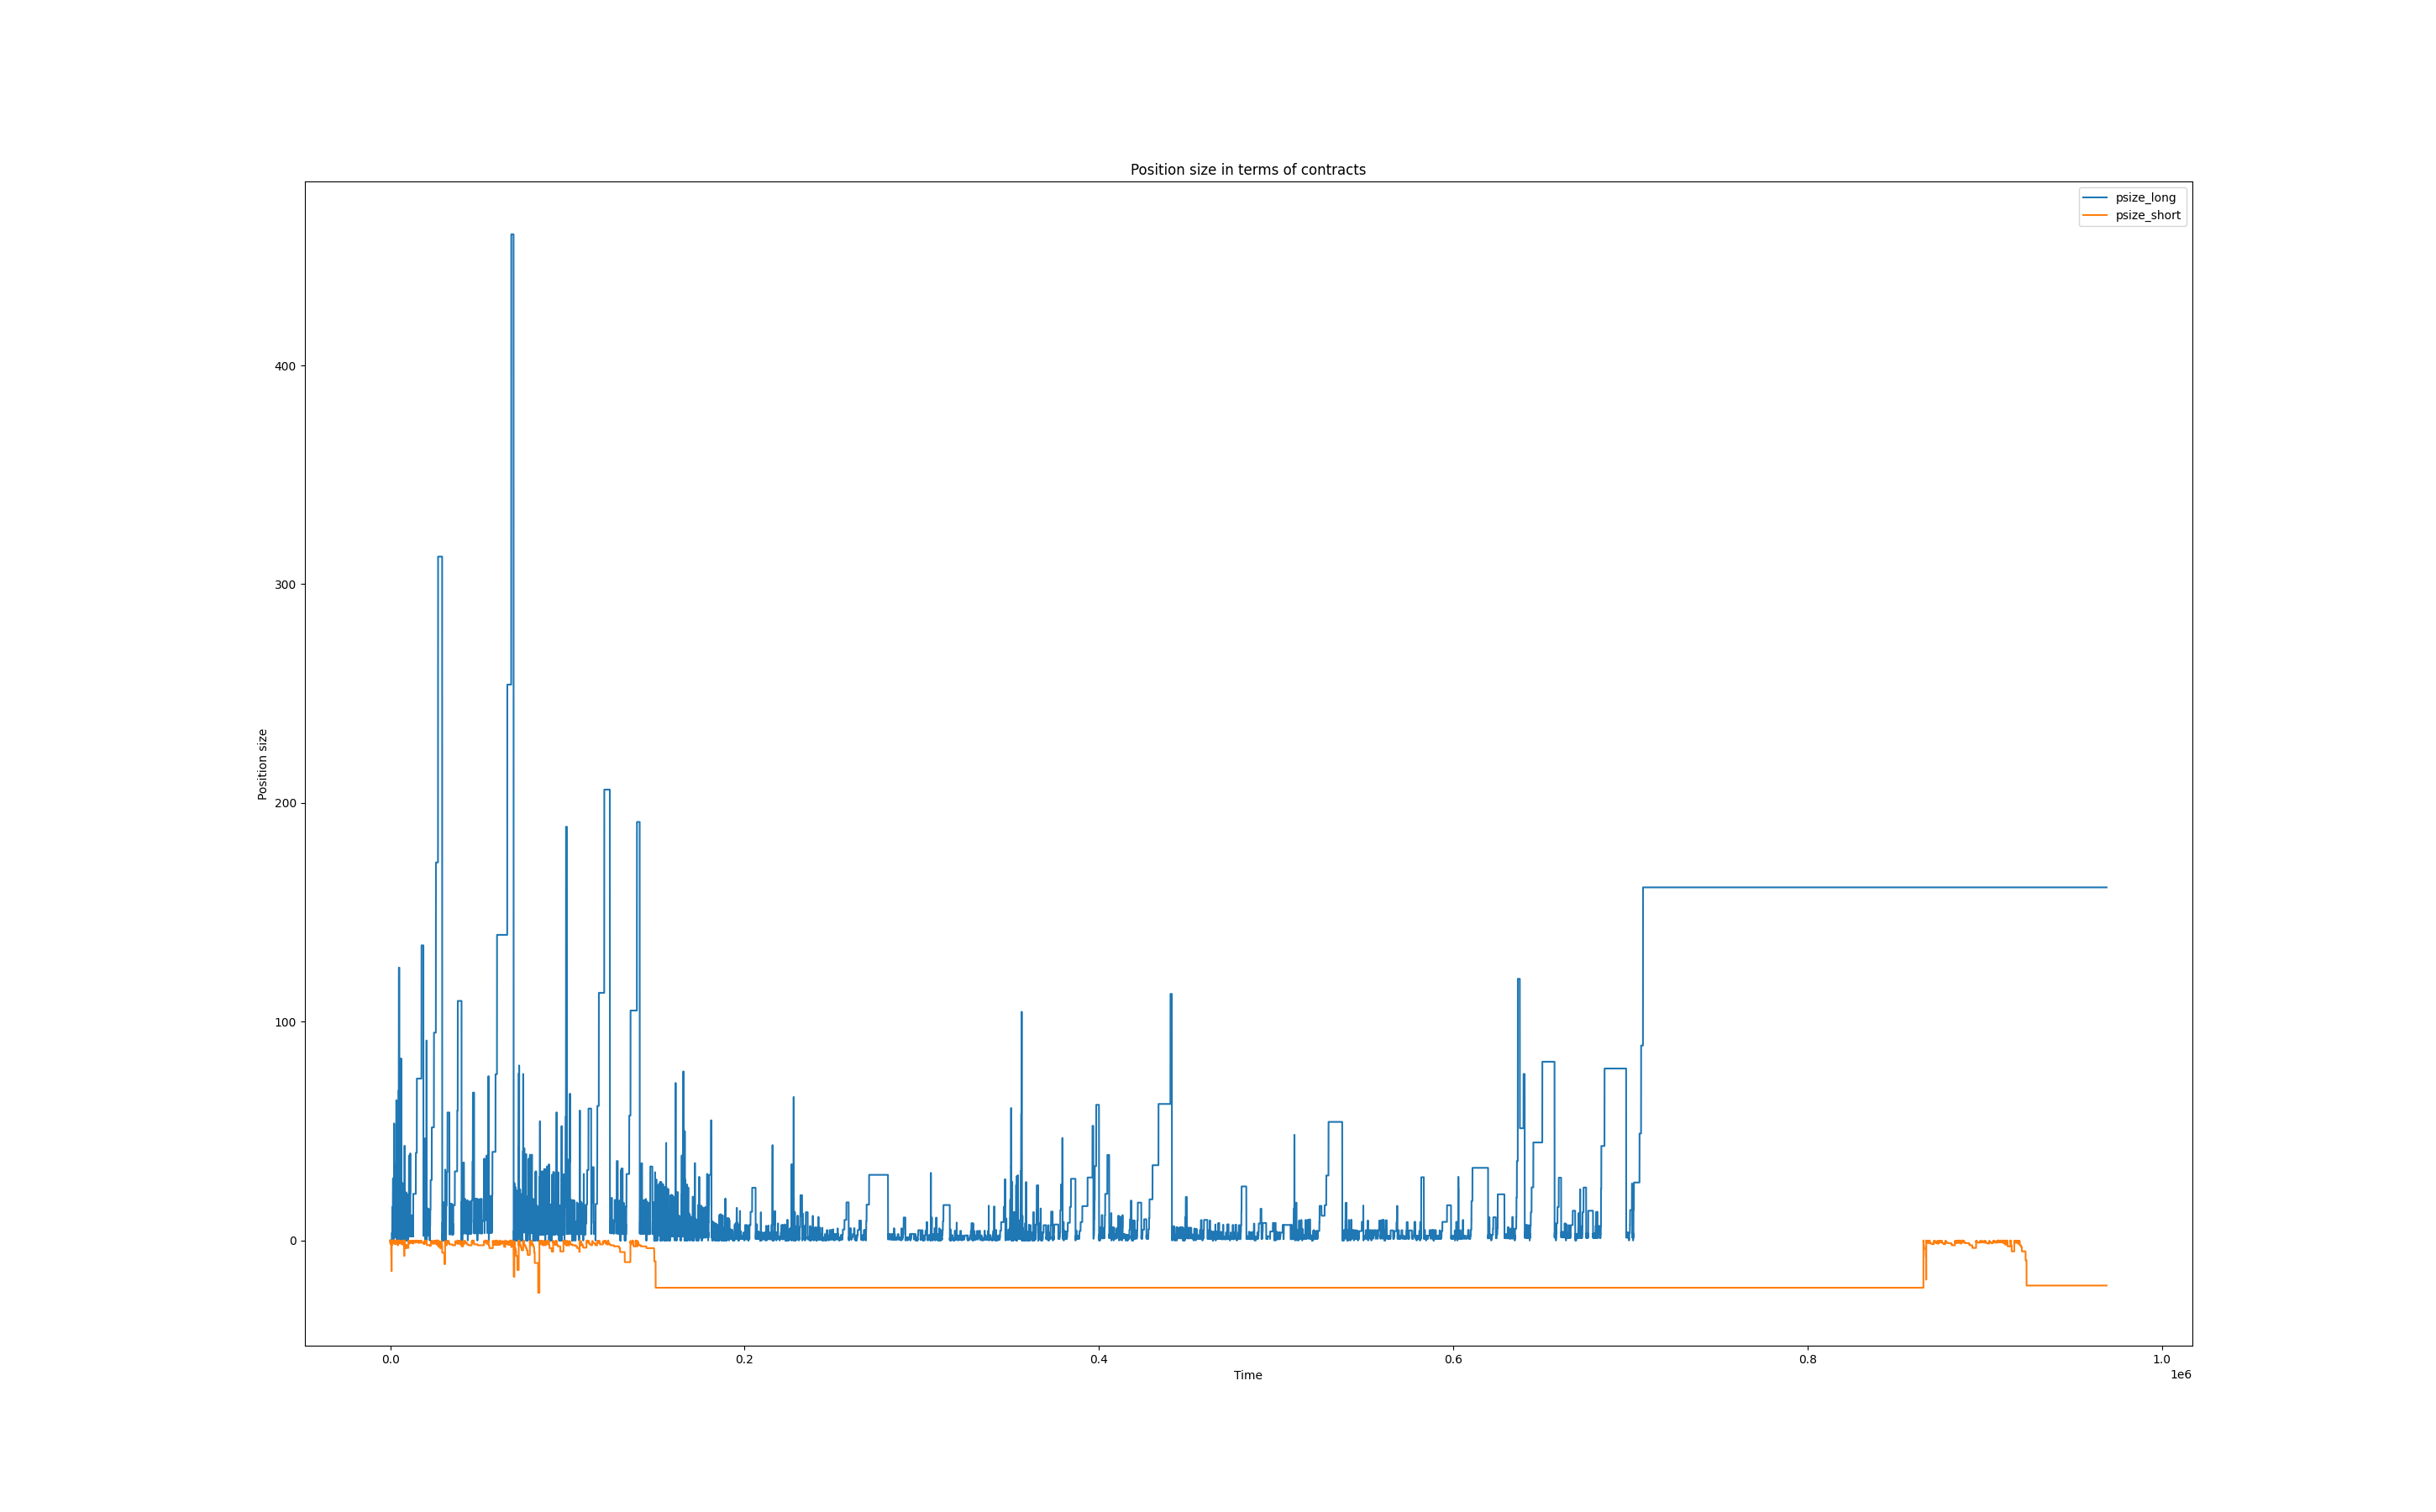 Position size in terms of contracts
psize_long
psize_short
Position size
400
300
200
100
0
0.0
0.2
0.4
0.6
0.8
1.0
1e6
Time